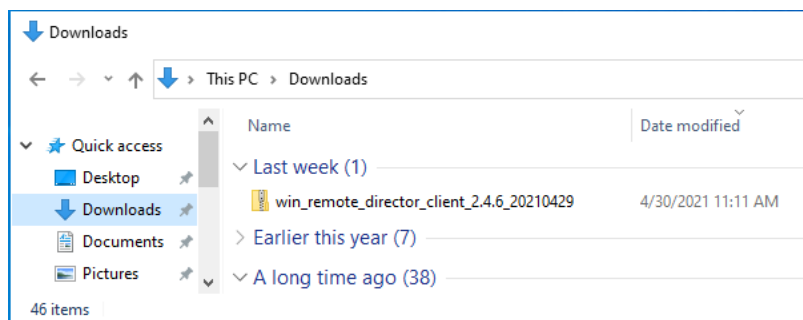 Downloads
This PC > Downloads
Name Date modified
Quick access
Last week (1)
Desktop
win_remote_director_client_2.4.6_20210429 4/30/2021 11:11 AM
Downloads
Earlier this year (7)
Documents
Pictures
A long time ago (38)
46 items